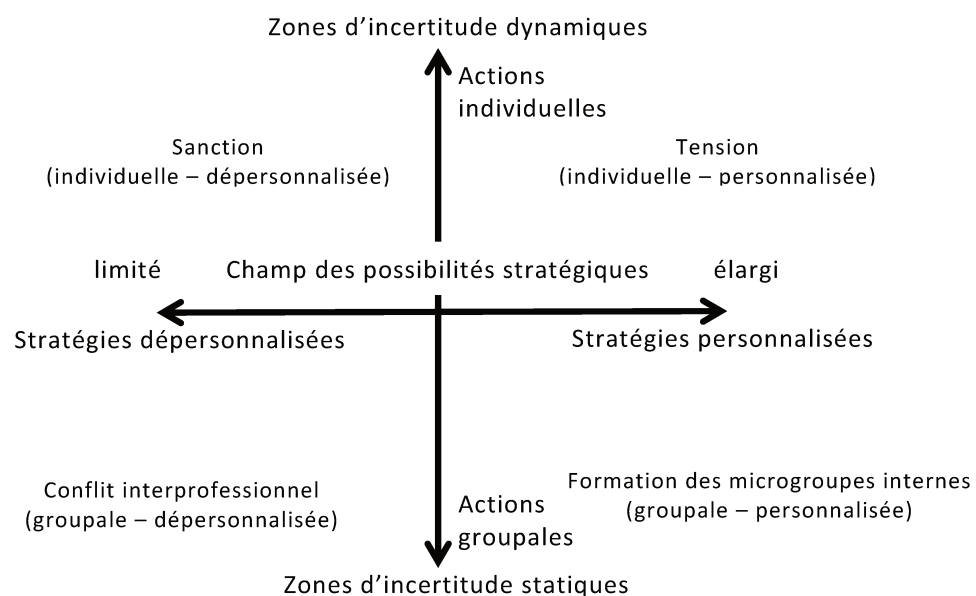 Zones d’incertitude dynamiques
Actions
individuelles
Sanction
(individuelle – dépersonnalisée)
Tension
(individuelle – personnalisée)
limité
Champ des possibilités stratégiques
élargi
Stratégies dépersonnalisées
Stratégies personnalisées
Conflit interprofessionnel
(groupale – dépersonnalisée)
Formation des microgroupes internes
(groupale – personnalisée)
Actions
groupales
Zones d’incertitude statiques